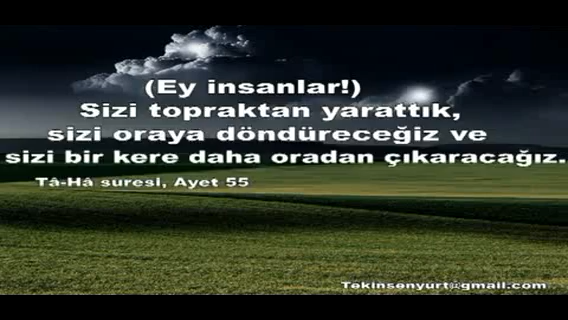 (Ey insanlar!)
Sizi topraktan yarattık,
sizi oraya döndüreceğiz ve
sizi bir kere daha oradan çıkaracağız.
Tâ-Hâ suresi, Ayet 55
Tekinsenyurt@gmail.com